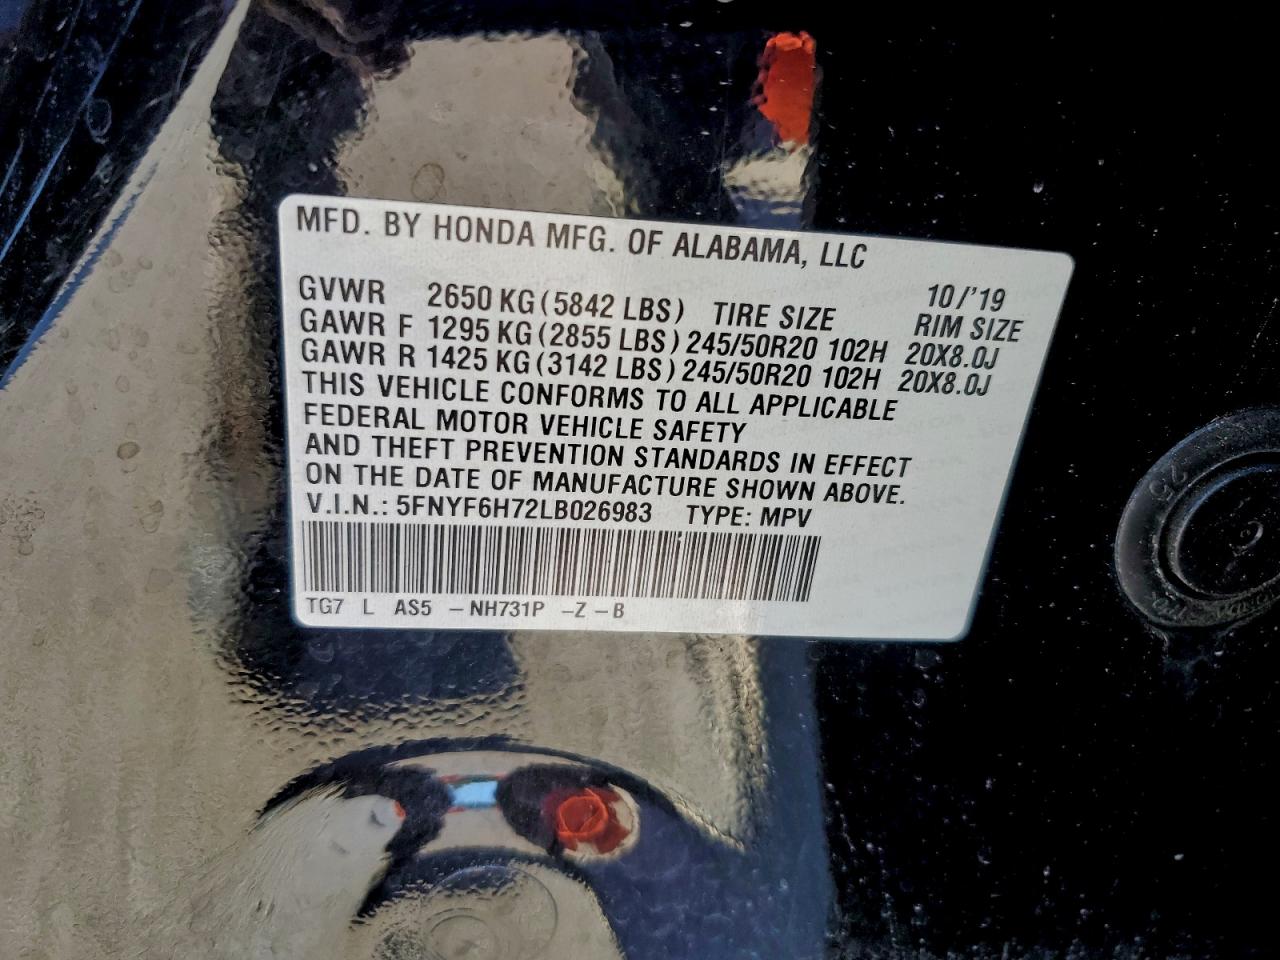 MFD. BY HONDA MFG. OF ALABAMA, LLC
10/'19
GVWR 2650 KG (5842 LBS) TIRE SIZE RIM SIZE
GAWR F 1295 KG (2855 LBS) 245/50R20 102H 20X8.0J
GAWR R 1425 KG (3142 LBS) 245/50R20 102H 20X8.0J
THIS VEHICLE CONFORMS TO ALL APPLICABLE
FEDERAL MOTOR VEHICLE SAFETY
AND THEFT PREVENTION STANDARDS IN EFFECT
ON THE DATE OF MANUFACTURE SHOWN ABOVE.
V.I.N.: 5FNYF6H72LB026983 TYPE: MPV
TG7 L AS5 -NH731P -Z -B
25